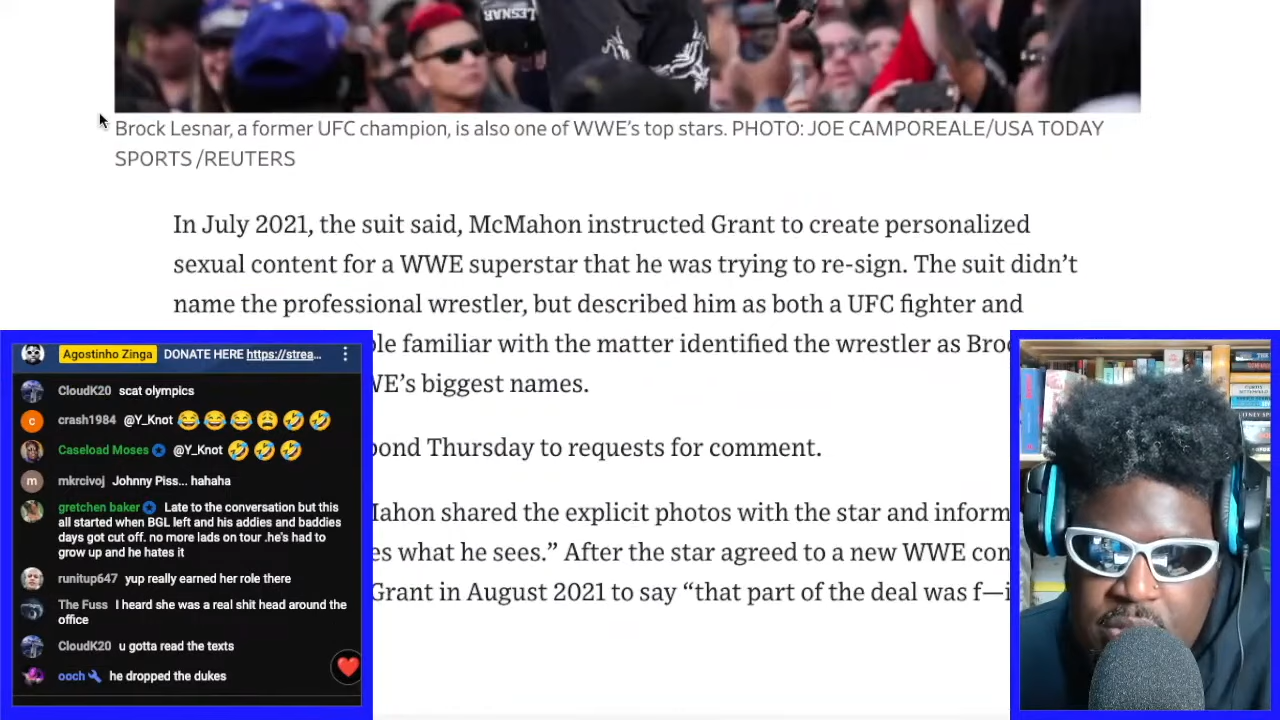 LESNAR
Brock Lesnar, a former UFC champion, is also one of WWE's top stars. PHOTO: JOE CAMPOREALE/USA TODAY
SPORTS /REUTERS
In July 2021, the suit said, McMahon instructed Grant to create personalized
sexual content for a WWE superstar that he was trying to re-sign. The suit didn't
name the professional wrestler, but described him as both a UFC fighter and
ple familiar with the matter identified the wrestler as Broc
WE's biggest names.
pond Thursday to requests for comment.
Mahon shared the explicit photos with the star and inform
es what he sees.” After the star agreed to a new WWE con
Grant in August 2021 to say “that part of the deal was f—i
Agostinho Zinga DONATE HERE https://strea...
CloudK20 scat olympics
crash1984 @Y_Knot 😂😂😂😩🤣🤣
Caseload Moses @Y_Knot 🤣🤣🤣
mkrcivoj Johnny Piss... hahaha
gretchen baker Late to the conversation but this
all started when BGL left and his addies and baddies
days got cut off. no more lads on tour .he's had to
grow up and he hates it
runitup647 yup really earned her role there
The Fuss I heard she was a real shit head around the
office
CloudK20 u gotta read the texts
ooch he dropped the dukes